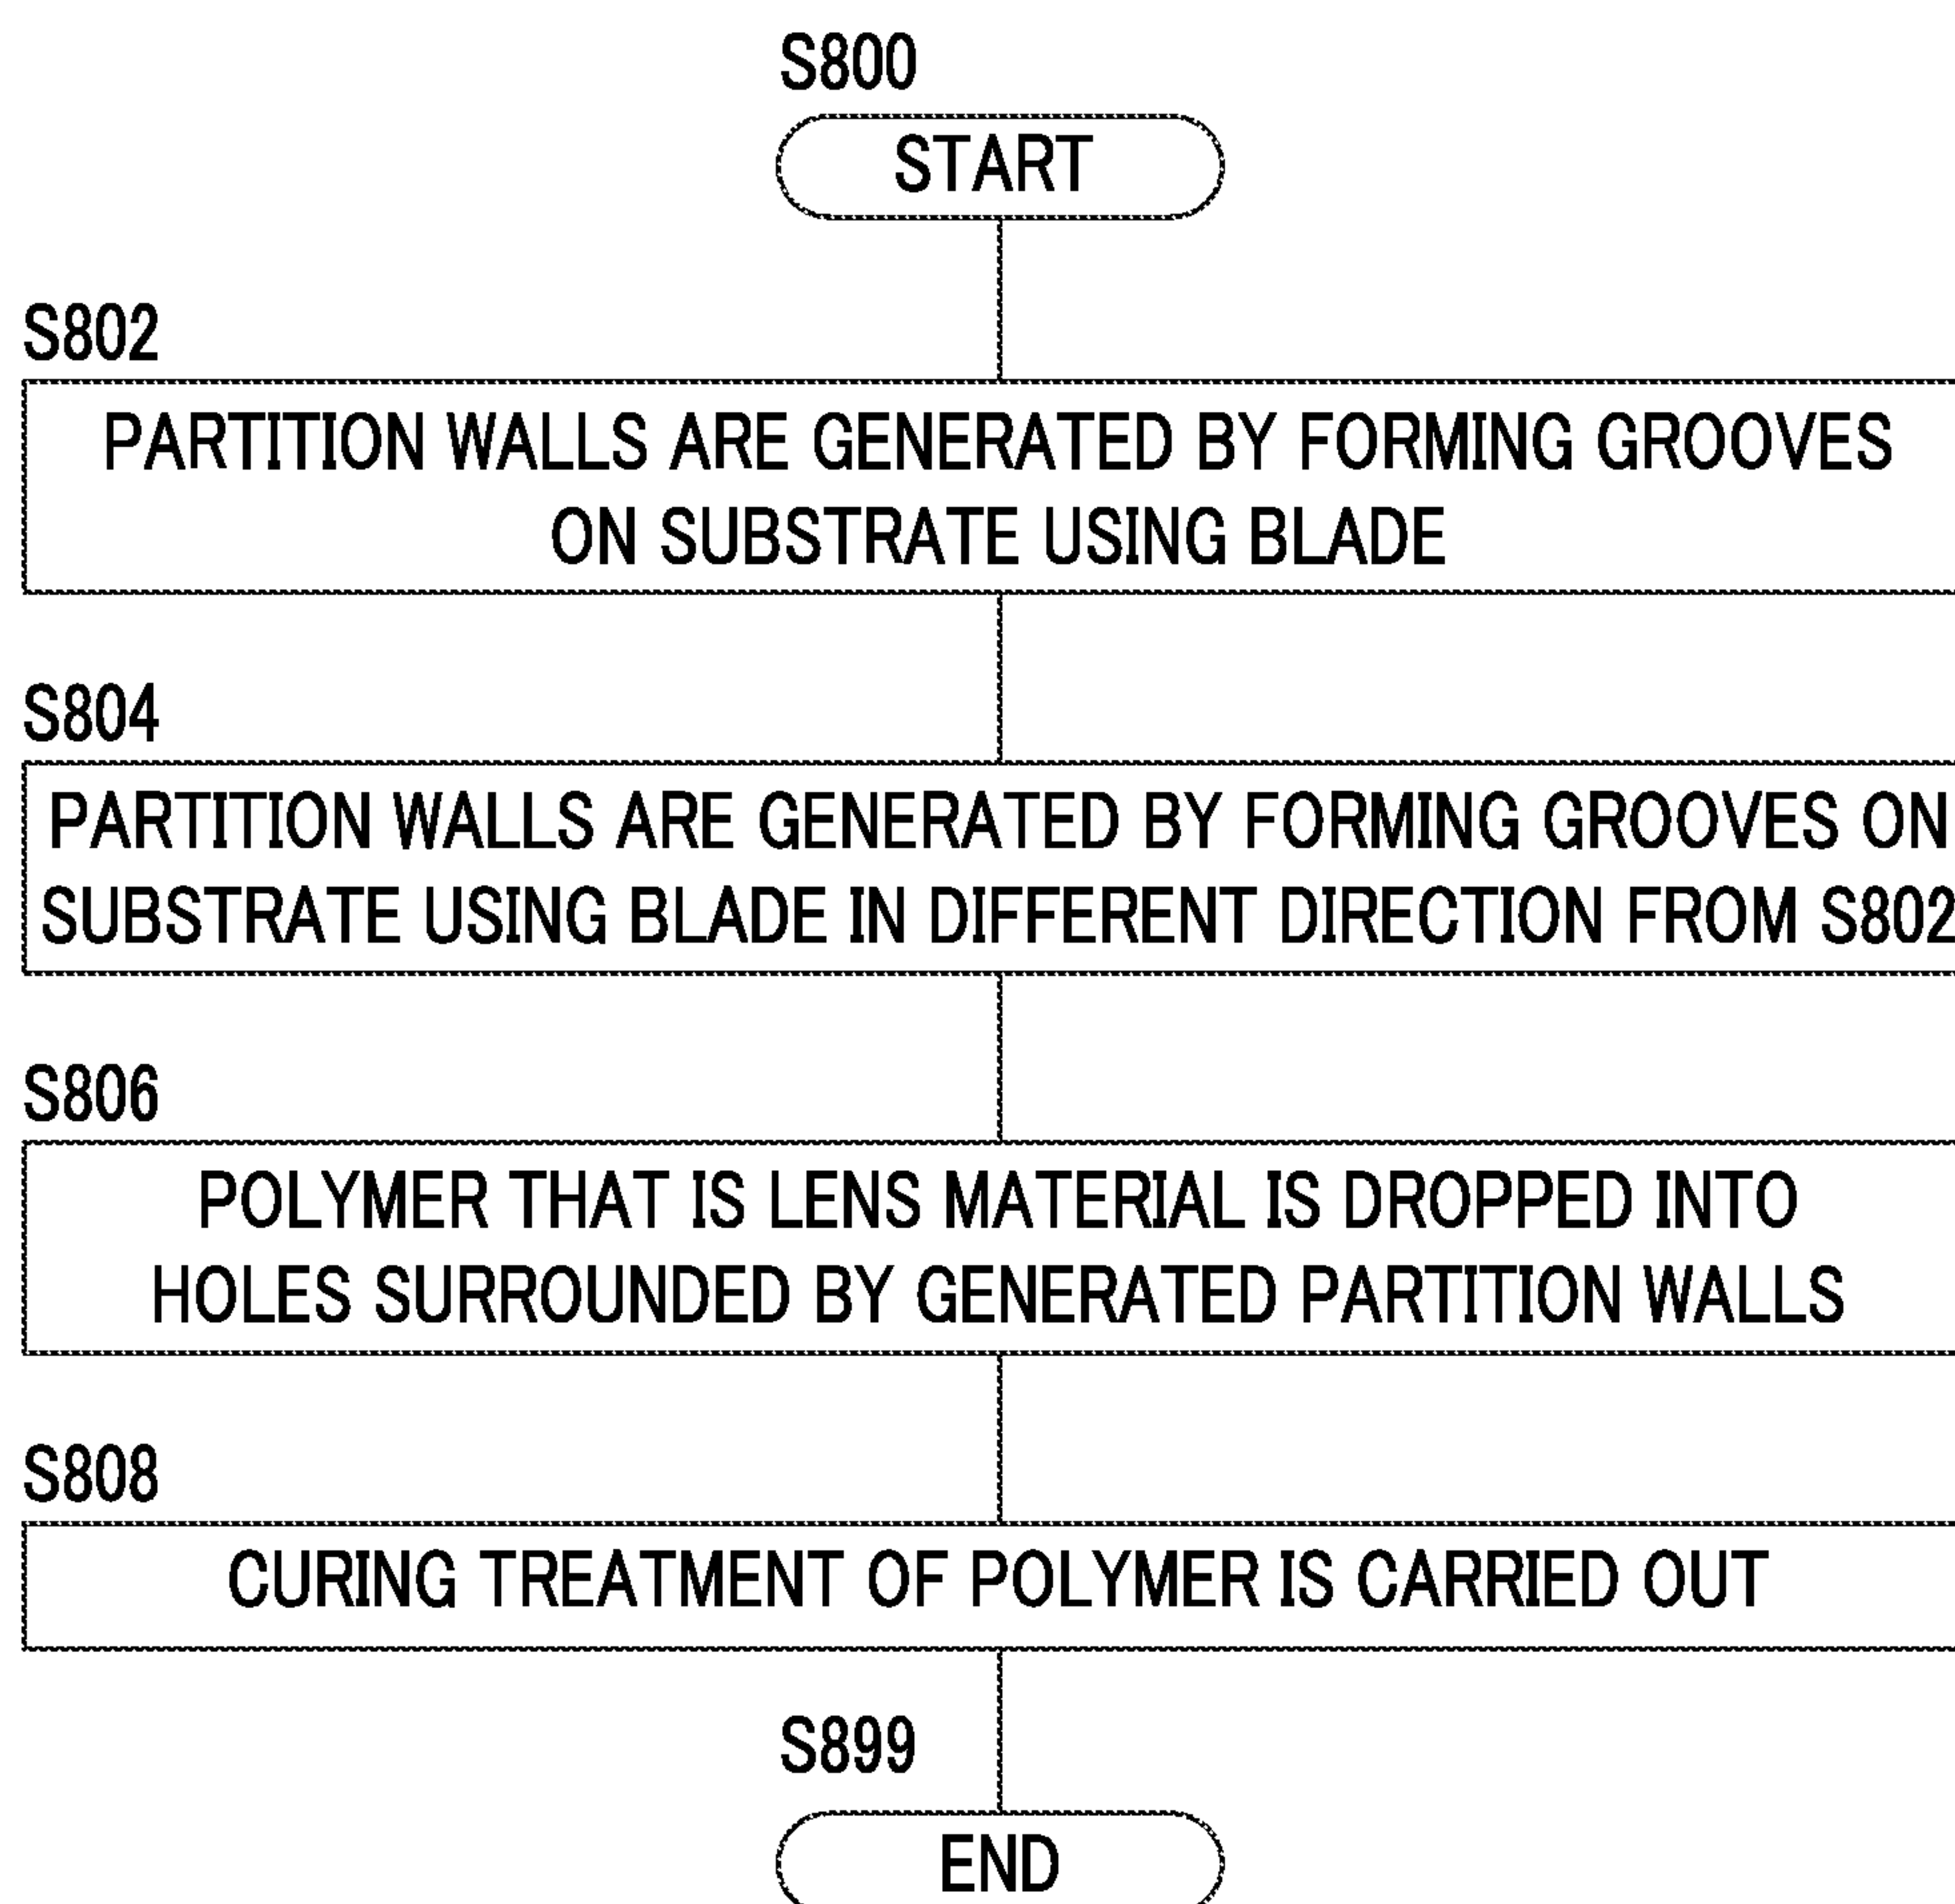 S800
START
S802
PARTITION WALLS ARE GENERATED BY FORMING GROOVES
ON SUBSTRATE USING BLADE
S804
PARTITION WALLS ARE GENERATED BY FORMING GROOVES ON
SUBSTRATE USING BLADE IN DIFFERENT DIRECTION FROM S802
S806
POLYMER THAT IS LENS MATERIAL IS DROPPED INTO
HOLES SURROUNDED BY GENERATED PARTITION WALLS
S808
CURING TREATMENT OF POLYMER IS CARRIED OUT
S899
END